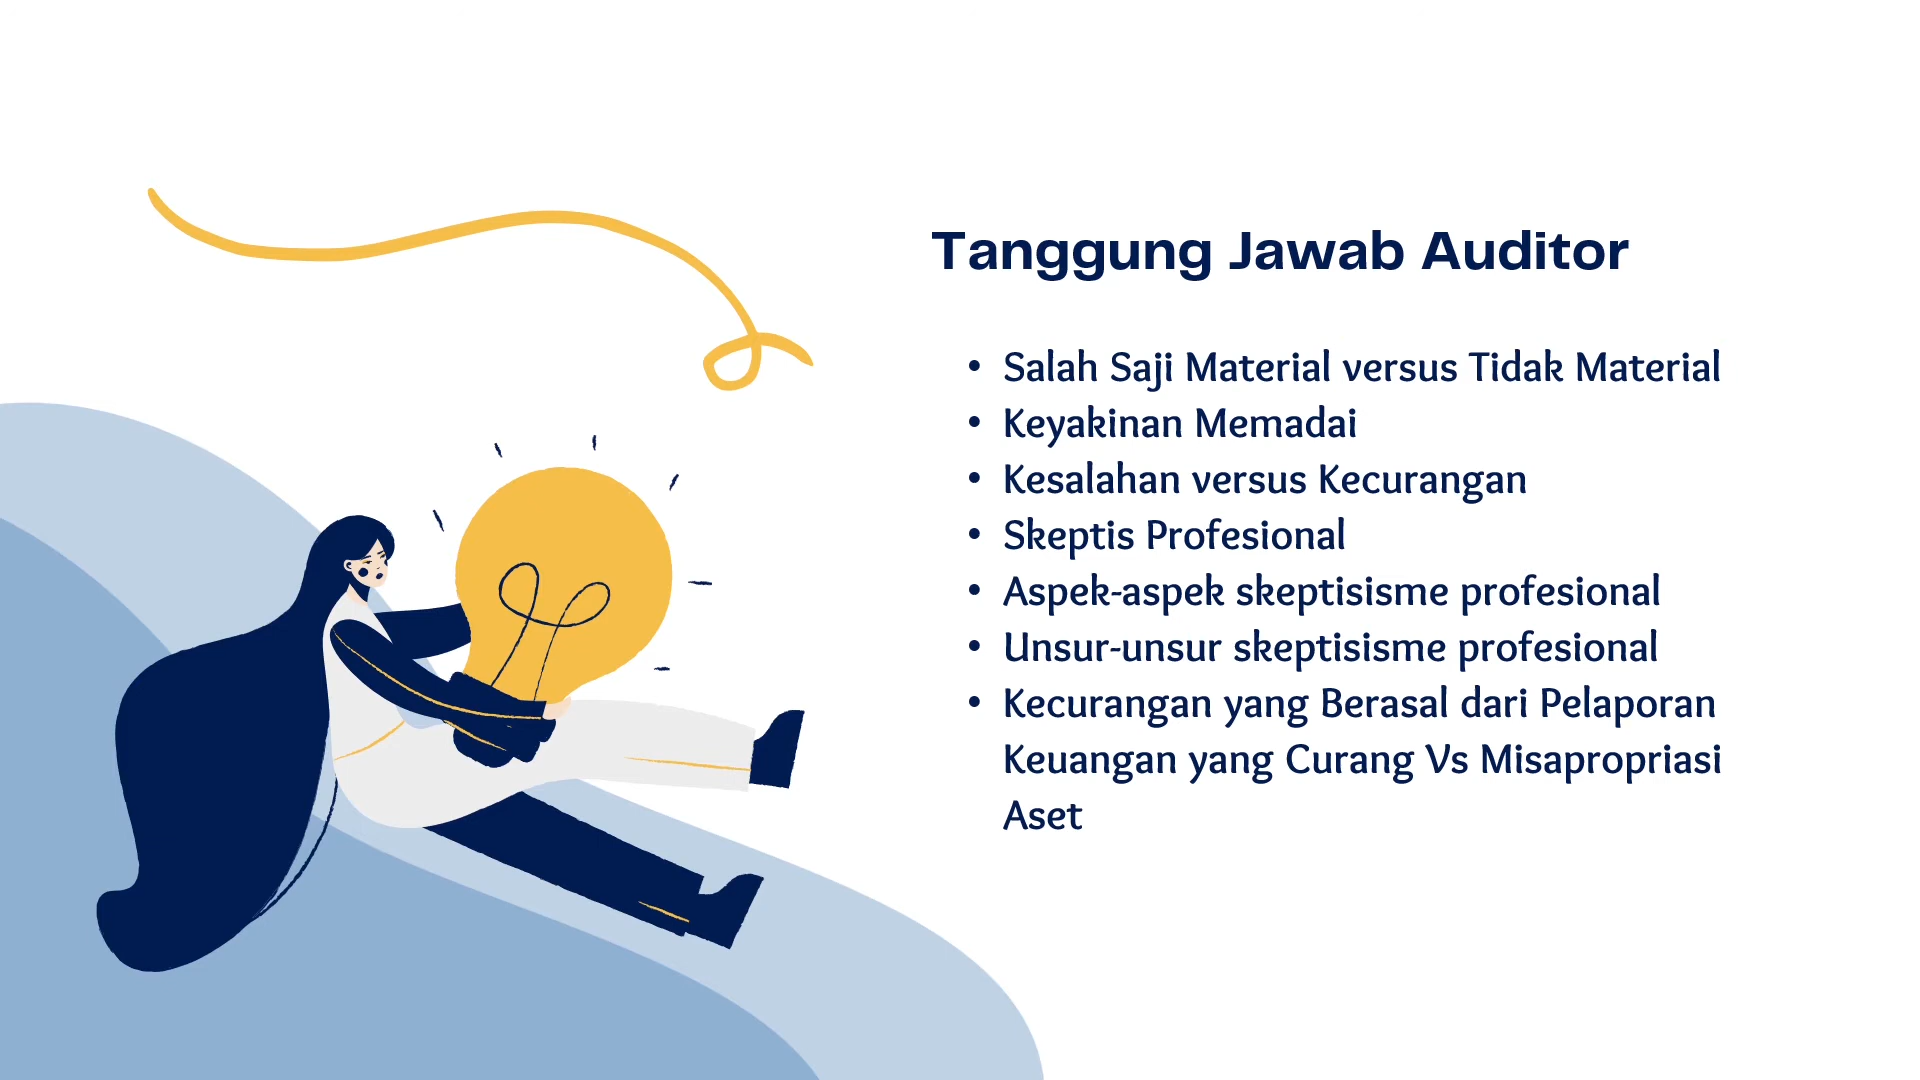 Tanggung Jawab Auditor
• Salah Saji Material versus Tidak Material
• Keyakinan Memadai
• Kesalahan versus Kecurangan
• Skeptis Profesional
• Aspek-aspek skeptisisme profesional
• Unsur-unsur skeptisisme profesional
• Kecurangan yang Berasal dari Pelaporan
Keuangan yang Curang Vs Misapropriasi
Aset